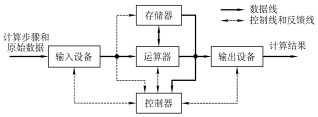 存储器
数据线
控制线和反馈线
计算步骤和
原始数据
输入设备
运算器
输出设备
计算结果
控制器